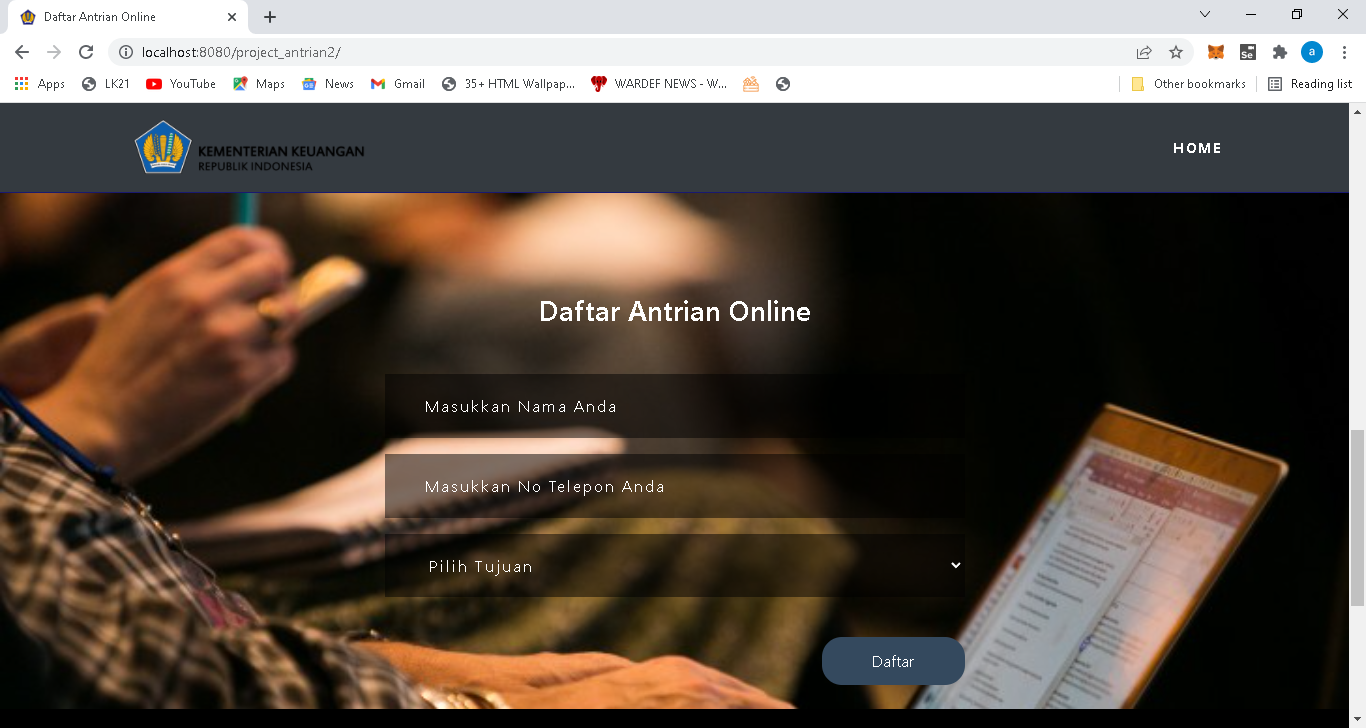 Daftar Antrian Online
localhost:8080/project_antrian2/
Se
a
Apps
LK21
YouTube
Maps
News
Gmail
35+ HTML Wallpap...
WARDEF NEWS - W...
Other bookmarks
Reading list
KEMENTERIAN KEUANGAN
REPUBLIK INDONESIA
HOME
Daftar Antrian Online
Masukkan Nama Anda
Masukkan No Telepon Anda
Pilih Tujuan
Daftar